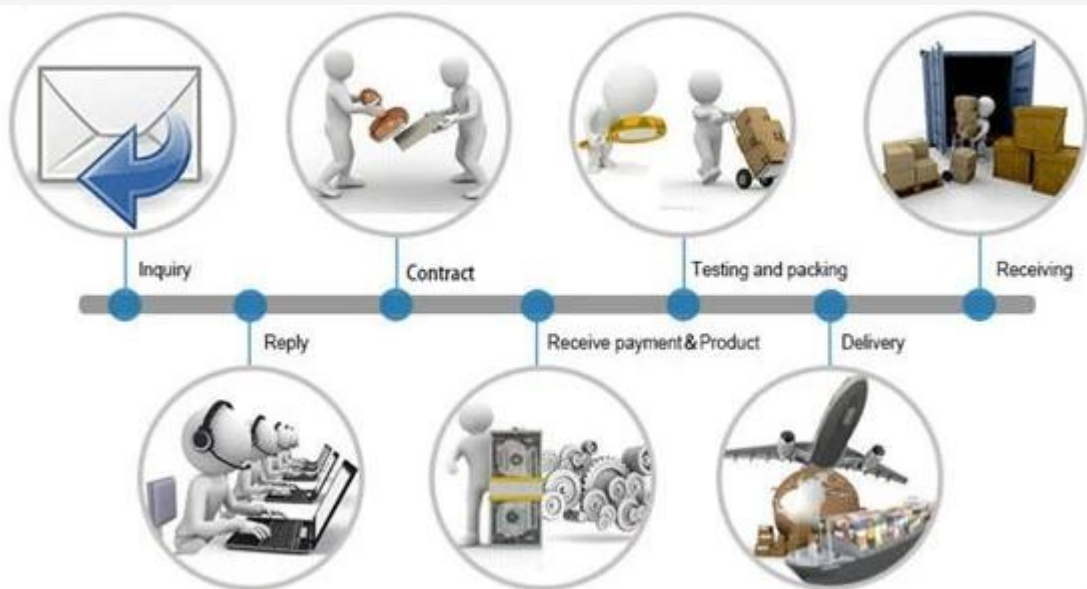 Inquiry
Contract
Testing and packing
Receiving
Reply
Receive payment & Product
Delivery